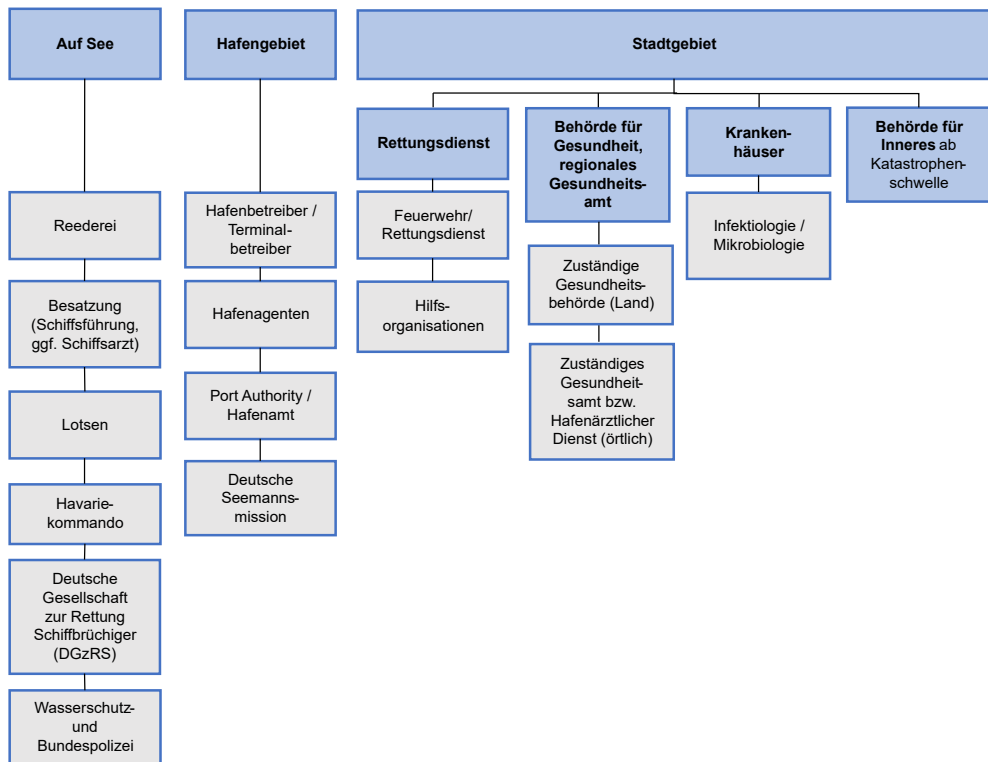 Auf See
Reederei
Besatzung
(Schiffsführung,
ggf. Schiffsarzt)
Lotsen
Havarie-
kommando
Deutsche
Gesellschaft
zur Rettung
Schiffbrüchiger
(DGzRS)
Wasserschutz-
und
Bundespolizei
Hafengebiet
Hafenbetreiber /
Terminal-
betreiber
Hafenagenten
Port Authority /
Hafenamt
Deutsche
Seemanns-
mission
Stadtgebiet
Rettungsdienst
Feuerwehr/
Rettungsdienst
Hilfs-
organisationen
Behörde für
Gesundheit,
regionales
Gesundheits-
amt
Zuständige
Gesundheits-
behörde (Land)
Zuständiges
Gesundheit-
samt bzw.
Hafenärztlicher
Dienst (örtlich)
Kranken-
häuser
Infektiologie /
Mikrobiologie
Behörde für
Inneres ab
Katastrophen-
schwelle